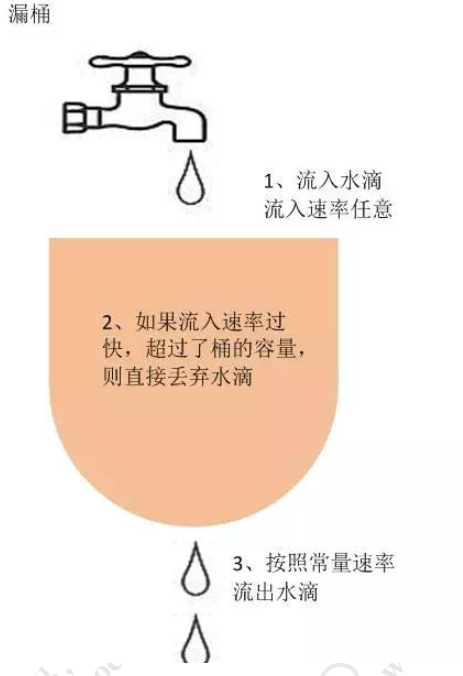 漏桶
1、流入水滴
流入速率任意
2、如果流入速率过
快，超过了桶的容量，
则直接丢弃水滴
3、按照常量速率
流出水滴